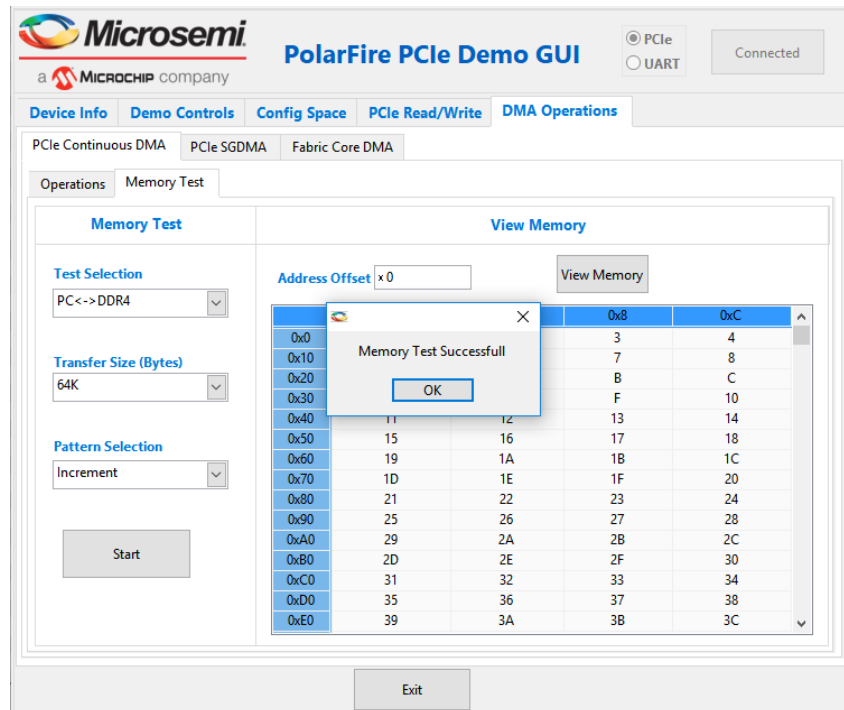 Microsemi.
a MICROCHIP company
PolarFire PCIe Demo GUI
PCIe
UART
Connected
Device Info Demo Controls Config Space PCIe Read/Write DMA Operations
PCIe Continuous DMA PCIe SGDMA Fabric Core DMA
Operations Memory Test
Memory Test
Test Selection
PC<->DDR4
Transfer Size (Bytes)
64K
Pattern Selection
Increment
Start
View Memory
Address Offset x 0 View Memory
0x8 0xC
0x0 3 4
0x10 7 8
0x20 B C
0x30 F 10
0x40 11 12 13 14
0x50 15 16 17 18
0x60 19 1A 1B 1C
0x70 1D 1E 1F 20
0x80 21 22 23 24
0x90 25 26 27 28
0xA0 29 2A 2B 2C
0xB0 2D 2E 2F 30
0xC0 31 32 33 34
0xD0 35 36 37 38
0xE0 39 3A 3B 3C
Memory Test Successfull
OK
Exit